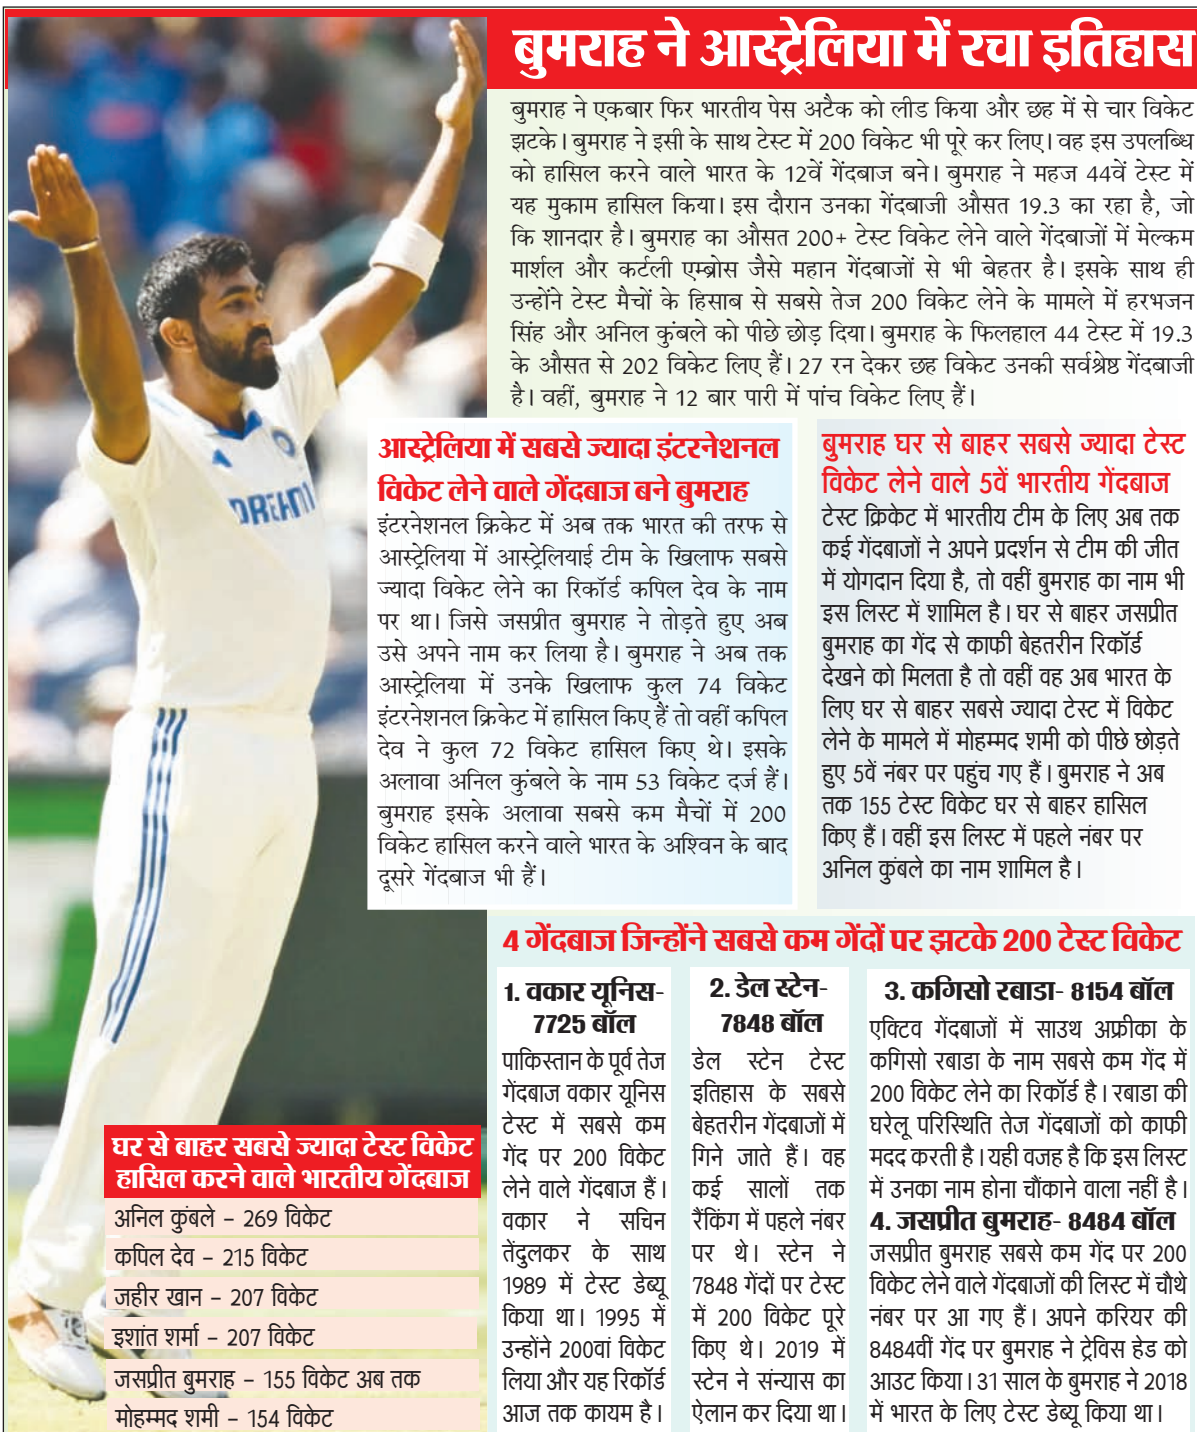 बुमराह ने आस्ट्रेलिया में रचा इतिहास
बुमराह ने एकबार फिर भारतीय पेस अटैक को लीड किया और छह में से चार विकेट
झटके। बुमराह ने इसी के साथ टेस्ट में 200 विकेट भी पूरे कर लिए। वह इस उपलब्धि
को हासिल करने वाले भारत के 12वें गेंदबाज बने। बुमराह ने महज 44वें टेस्ट में
यह मुकाम हासिल किया। इस दौरान उनका गेंदबाजी औसत 19.3 का रहा है, जो
कि शानदार है। बुमराह का औसत 200+ टेस्ट विकेट लेने वाले गेंदबाजों में मेल्कम
मार्शल और कर्टली एम्ब्रोस जैसे महान गेंदबाजों से भी बेहतर है। इसके साथ ही
उन्होंने टेस्ट मैचों के हिसाब से सबसे तेज 200 विकेट लेने के मामले में हरभजन
सिंह और अनिल कुंबले को पीछे छोड़ दिया। बुमराह के फिलहाल 44 टेस्ट में 19.3
के औसत से 202 विकेट लिए हैं। 27 रन देकर छह विकेट उनकी सर्वश्रेष्ठ गेंदबाजी
है। वहीं, बुमराह ने 12 बार पारी में पांच विकेट लिए हैं।
DREAM11
आस्ट्रेलिया में सबसे ज्यादा इंटरनेशनल
विकेट लेने वाले गेंदबाज बने बुमराह
इंटरनेशनल क्रिकेट में अब तक भारत की तरफ से
आस्ट्रेलिया में आस्ट्रेलियाई टीम के खिलाफ सबसे
ज्यादा विकेट लेने का रिकॉर्ड कपिल देव के नाम
पर था। जिसे जसप्रीत बुमराह ने तोड़ते हुए अब
उसे अपने नाम कर लिया है। बुमराह ने अब तक
आस्ट्रेलिया में उनके खिलाफ कुल 74 विकेट
इंटरनेशनल क्रिकेट में हासिल किए हैं तो वहीं कपिल
देव ने कुल 72 विकेट हासिल किए थे। इसके
अलावा अनिल कुंबले के नाम 53 विकेट दर्ज हैं।
बुमराह इसके अलावा सबसे कम मैचों में 200
विकेट हासिल करने वाले भारत के अश्विन के बाद
दूसरे गेंदबाज भी हैं।
बुमराह घर से बाहर सबसे ज्यादा टेस्ट
विकेट लेने वाले 5वें भारतीय गेंदबाज
टेस्ट क्रिकेट में भारतीय टीम के लिए अब तक
कई गेंदबाजों ने अपने प्रदर्शन से टीम की जीत
में योगदान दिया है, तो वहीं बुमराह का नाम भी
इस लिस्ट में शामिल है। घर से बाहर जसप्रीत
बुमराह का गेंद से काफी बेहतरीन रिकॉर्ड
देखने को मिलता है तो वहीं वह अब भारत के
लिए घर से बाहर सबसे ज्यादा टेस्ट में विकेट
लेने के मामले में मोहम्मद शमी को पीछे छोड़ते
हुए 5वें नंबर पर पहुंच गए हैं। बुमराह ने अब
तक 155 टेस्ट विकेट घर से बाहर हासिल
किए हैं। वहीं इस लिस्ट में पहले नंबर पर
अनिल कुंबले का नाम शामिल है।
4 गेंदबाज जिन्होंने सबसे कम गेंदों पर झटके 200 टेस्ट विकेट
1. वकार यूनिस-
7725 बॉल
पाकिस्तान के पूर्व तेज
गेंदबाज वकार यूनिस
टेस्ट में सबसे कम
गेंद पर 200 विकेट
लेने वाले गेंदबाज हैं।
वकार ने सचिन
तेंदुलकर के साथ
1989 में टेस्ट डेब्यू
किया था। 1995 में
उन्होंने 200वां विकेट
लिया और यह रिकॉर्ड
आज तक कायम है।
2. डेल स्टेन-
7848 बॉल
डेल स्टेन टेस्ट
इतिहास के सबसे
बेहतरीन गेंदबाजों में
गिने जाते हैं। वह
कई सालों तक
रैंकिंग में पहले नंबर
पर थे। स्टेन ने
7848 गेंदों पर टेस्ट
में 200 विकेट पूरे
किए थे। 2019 में
स्टेन ने संन्यास का
ऐलान कर दिया था।
3. कगिसो रबाडा- 8154 बॉल
एक्टिव गेंदबाजों में साउथ अफ्रीका के
कगिसो रबाडा के नाम सबसे कम गेंद में
200 विकेट लेने का रिकॉर्ड है। रबाडा की
घरेलू परिस्थिति तेज गेंदबाजों को काफी
मदद करती है। यही वजह है कि इस लिस्ट
में उनका नाम होना चौंकाने वाला नहीं है।
4. जसप्रीत बुमराह- 8484 बॉल
जसप्रीत बुमराह सबसे कम गेंद पर 200
विकेट लेने वाले गेंदबाजों की लिस्ट में चौथे
नंबर पर आ गए हैं। अपने करियर की
8484वीं गेंद पर बुमराह ने ट्रेविस हेड को
आउट किया। 31 साल के बुमराह ने 2018
में भारत के लिए टेस्ट डेब्यू किया था।
घर से बाहर सबसे ज्यादा टेस्ट विकेट
हासिल करने वाले भारतीय गेंदबाज
अनिल कुंबले – 269 विकेट
कपिल देव – 215 विकेट
जहीर खान – 207 विकेट
इशांत शर्मा – 207 विकेट
जसप्रीत बुमराह – 155 विकेट अब तक
मोहम्मद शमी – 154 विकेट